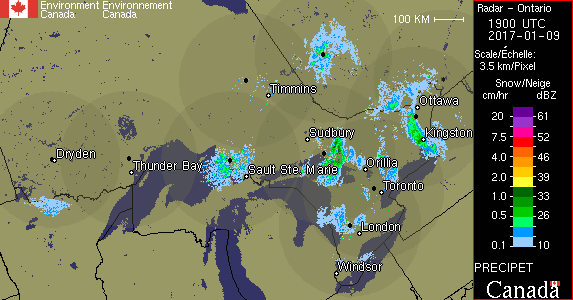 Environment Environnement
Canada Canada
100 KM
Timmins
Ottawa
Sudbury
Kingston
Dryden
Thunder Bay
Sault Ste. Marie
Orillia
Toronto
London
Windsor
Radar - Ontario
1900 UTC
2017-01-09
Scale/Échelle:
3.5 km/Pixel
Snow/Neige
cm/hr dBZ
20 61
7.5 52
4.0 46
2.0 39
1.0 33
0.5 26
0.1 10
PRECIPET
Canada